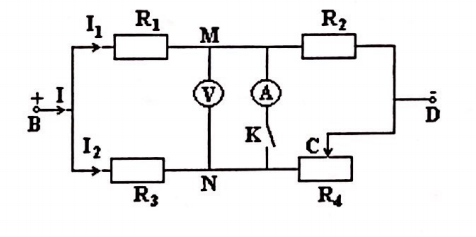 I₁ R₁ M R₂
+ I V A -
B K C D
I₂
R₃ N R₄